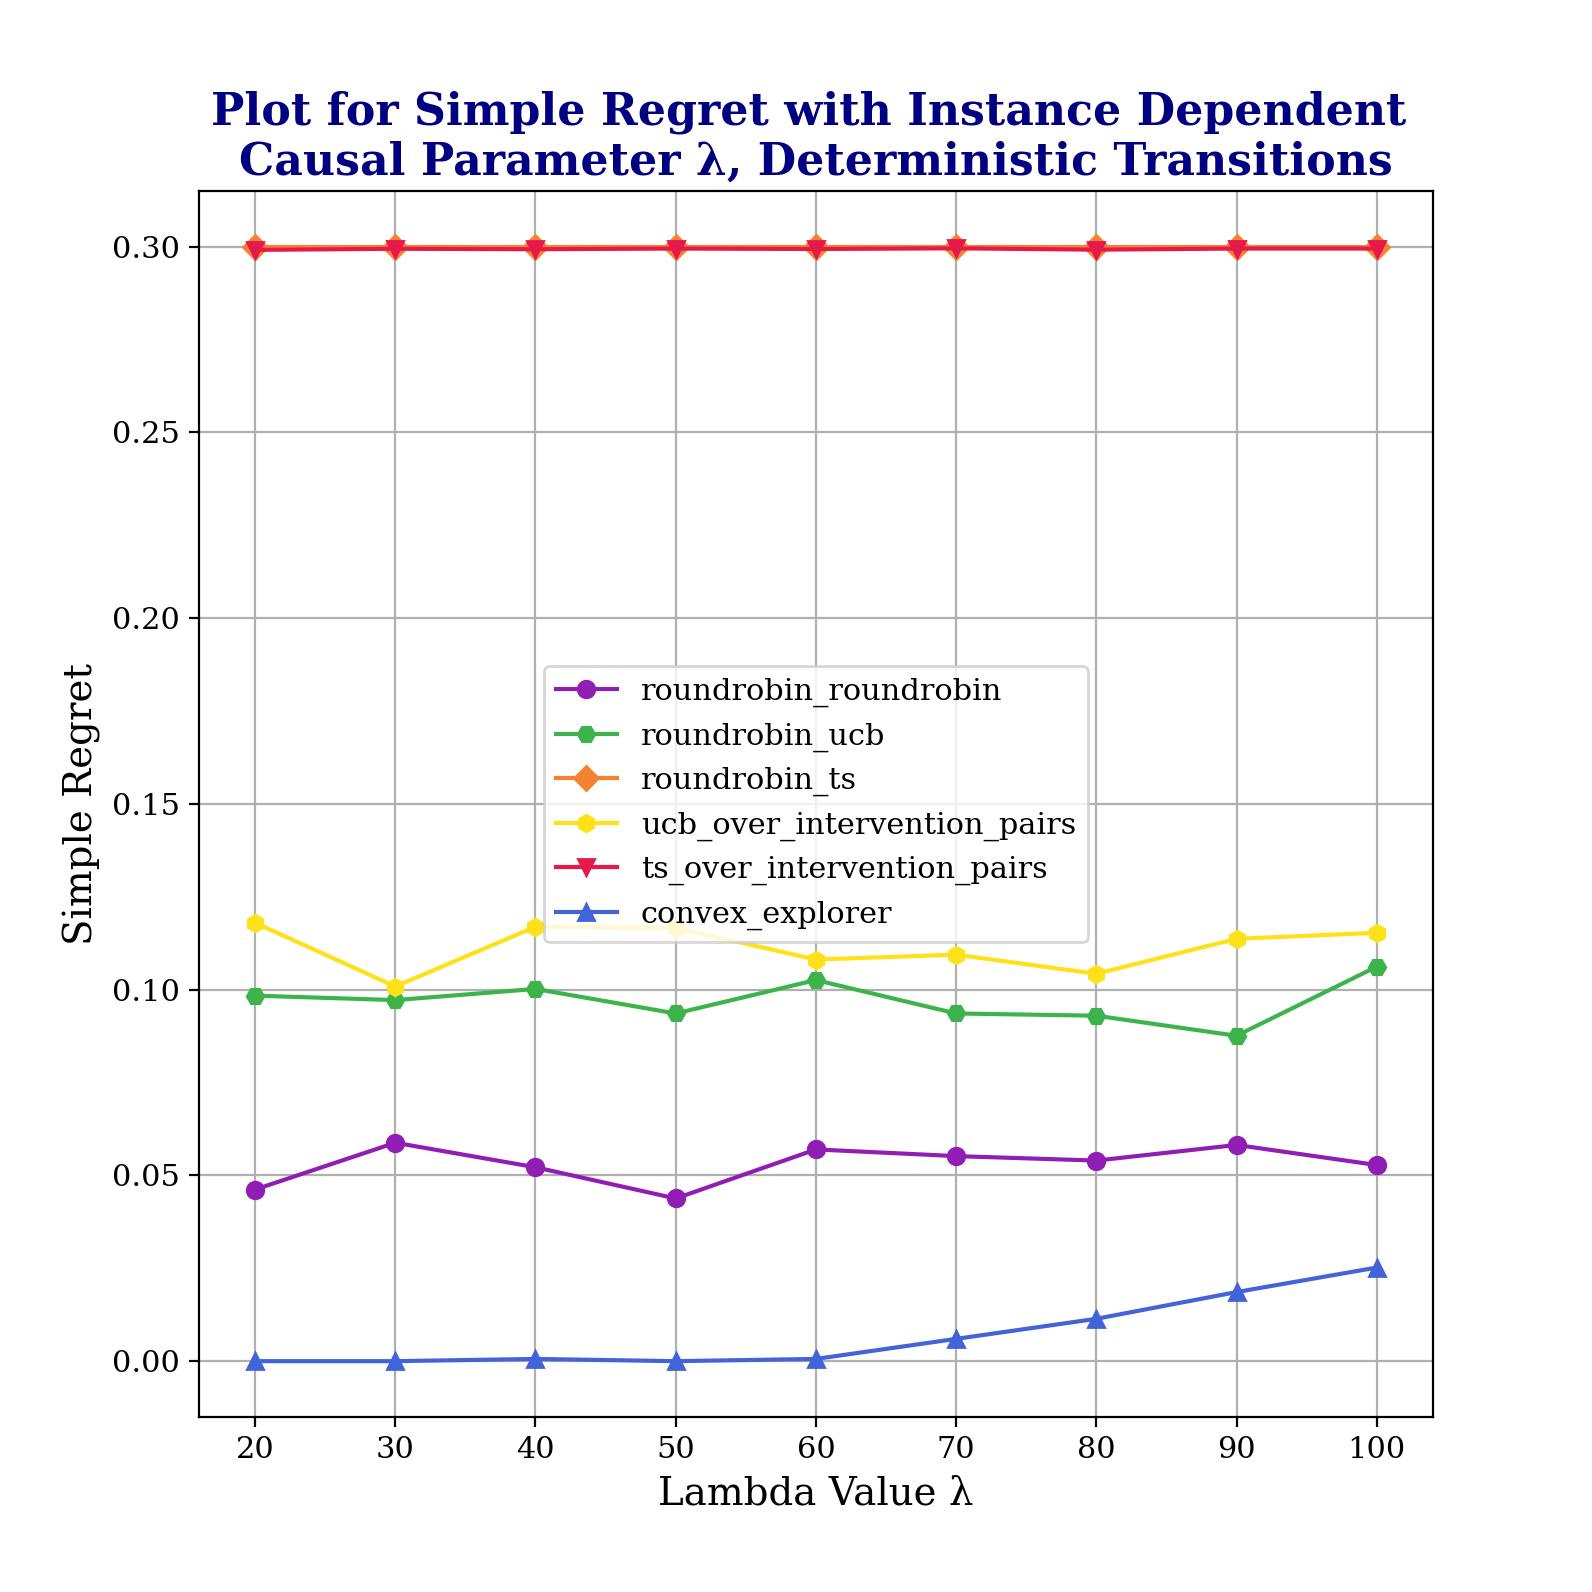 Plot for Simple Regret with Instance Dependent
Causal Parameter λ, Deterministic Transitions
0.30
0.25
0.20
0.15
0.10
0.05
0.00
Simple Regret
roundrobin_roundrobin
roundrobin_ucb
roundrobin_ts
ucb_over_intervention_pairs
ts_over_intervention_pairs
convex_explorer
20 30 40 50 60 70 80 90 100
Lambda Value λ